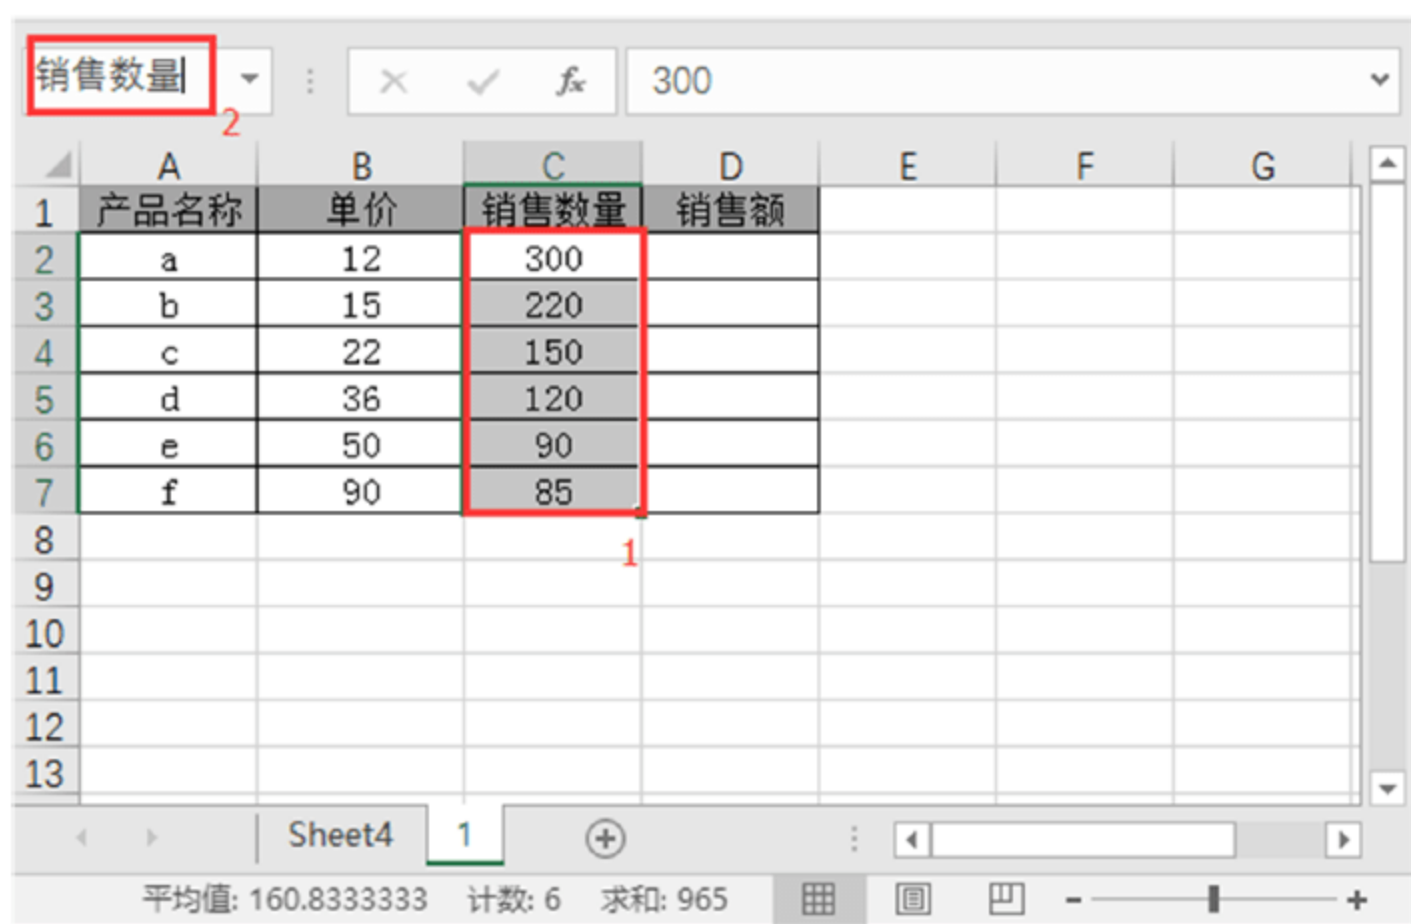 销售数量 fx 300
2
A B C D E F G
1 产品名称 单价 销售数量 销售额
2 a 12 300
3 b 15 220
4 c 22 150
5 d 36 120
6 e 50 90
7 f 90 85
8 1
9
10
11
12
13
Sheet4 1
平均值: 160.8333333 计数: 6 求和: 965